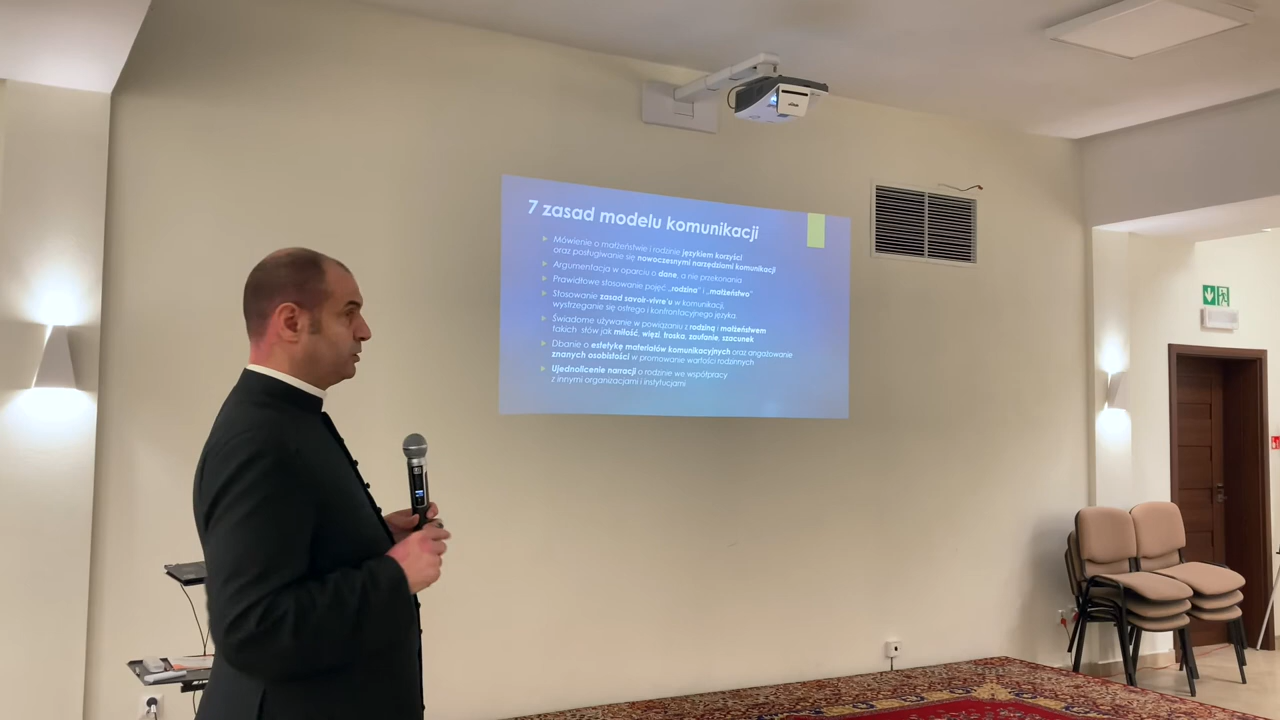 7 zasad modelu komunikacji
Mówienie o małżeństwie i rodzinie językiem korzyści
oraz posługiwanie się nowoczesnymi narzędziami komunikacji
Argumentacja w oparciu o dane, a nie przekonania
Prawidłowe stosowanie pojęć „rodzina" i „małżeństwo"
Stosowanie zasad savoir-vivre'u w komunikacji,
wystrzeganie się ostrego i konfrontacyjnego języka.
Świadome używanie w powiązaniu z rodziną i małżeństwem
takich słów jak miłość, więzi, troska, zaufanie, szacunek
Dbanie o estetykę materiałów komunikacyjnych oraz angażowanie
znanych osobistości w promowanie wartości rodzinnych
Ujednolicenie narracji o rodzinie we współpracy
z innymi organizacjami i instytucjami